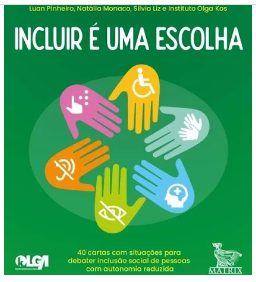 Luan Pinheiro, Natália Monaco, Silvia Liz e Instituto Olga Kos
INCLUIR É UMA ESCOLHA
40 cartas com situações para
debater inclusão social de pessoas
com autonomia reduzida
OLGA
MATRIX